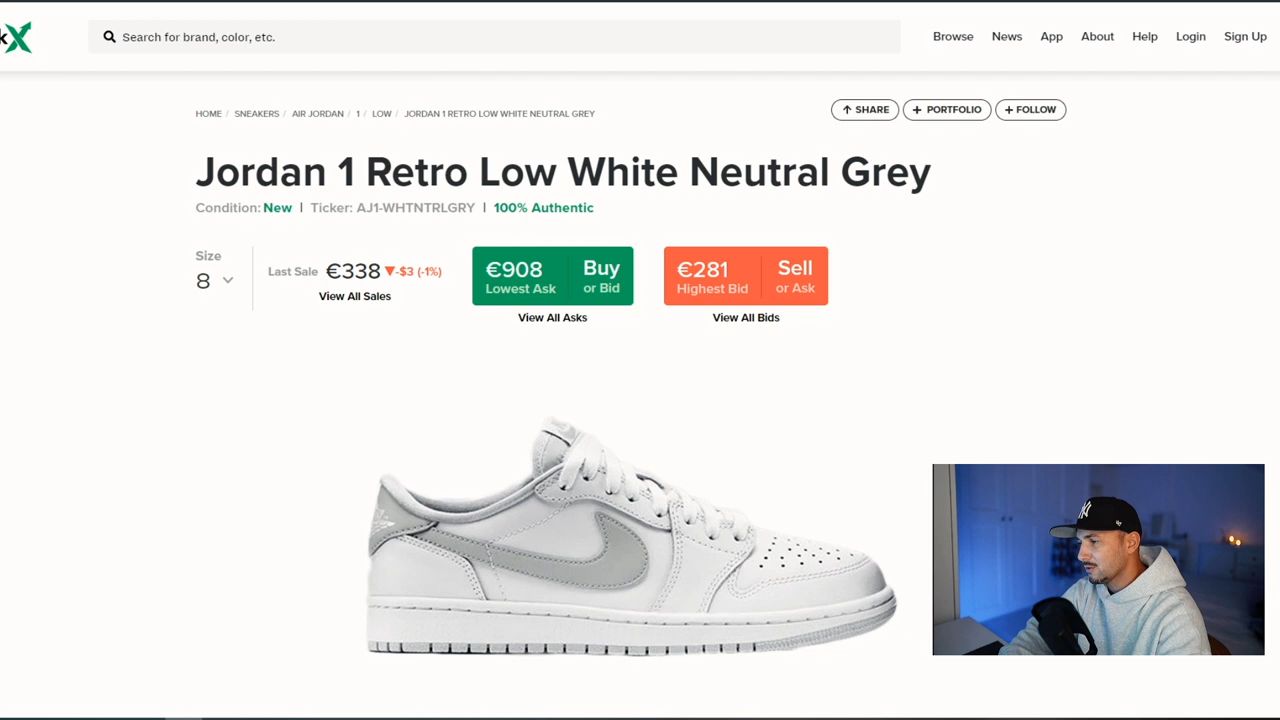 kX
Search for brand, color, etc.
Browse News App About Help Login Sign Up
HOME / SNEAKERS / AIR JORDAN / 1 / LOW / JORDAN 1 RETRO LOW WHITE NEUTRAL GREY
SHARE
+ PORTFOLIO
+ FOLLOW
Jordan 1 Retro Low White Neutral Grey
Condition: New | Ticker: AJ1-WHTNTRLGRY | 100% Authentic
Size
8
Last Sale €338 ▼-$3 (-1%)
View All Sales
€908 Buy
Lowest Ask or Bid
View All Asks
€281 Sell
Highest Bid or Ask
View All Bids
NY